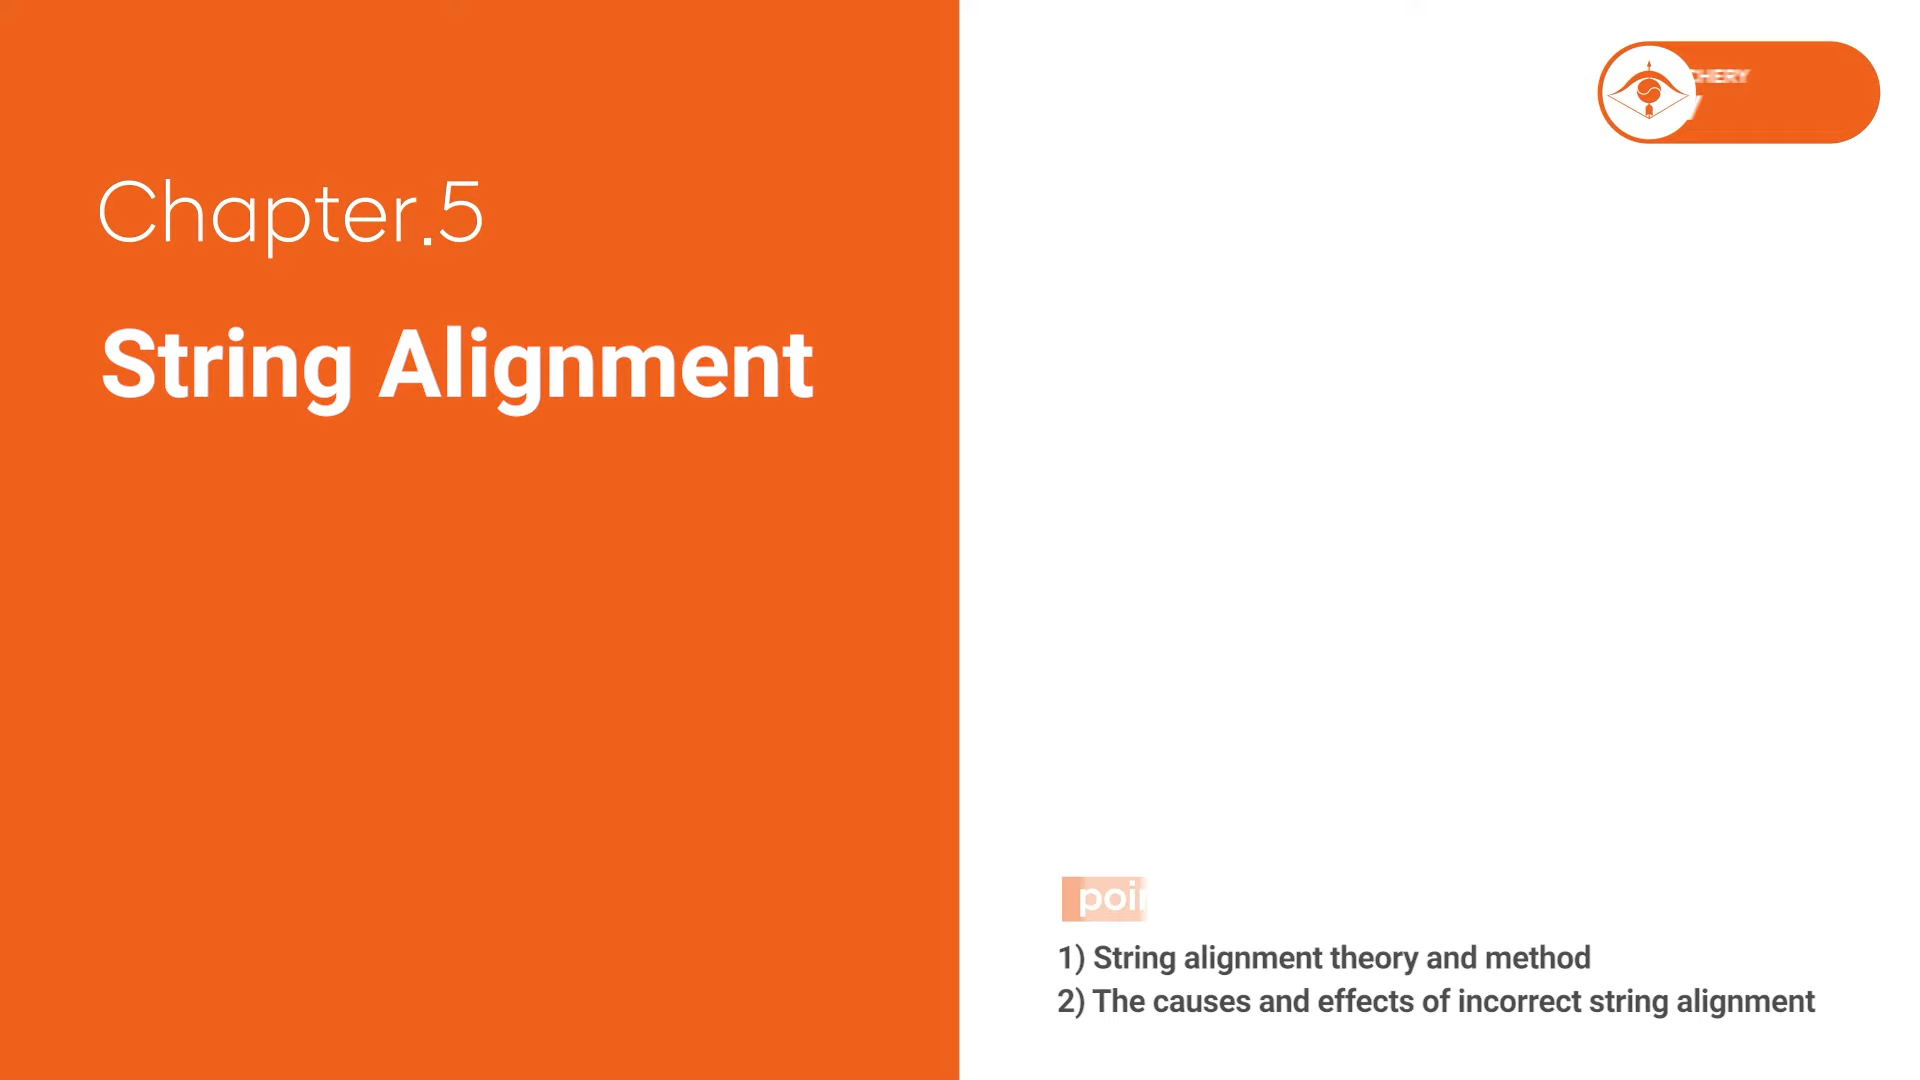 Chapter.5
String Alignment
1) String alignment theory and method
2) The causes and effects of incorrect string alignment